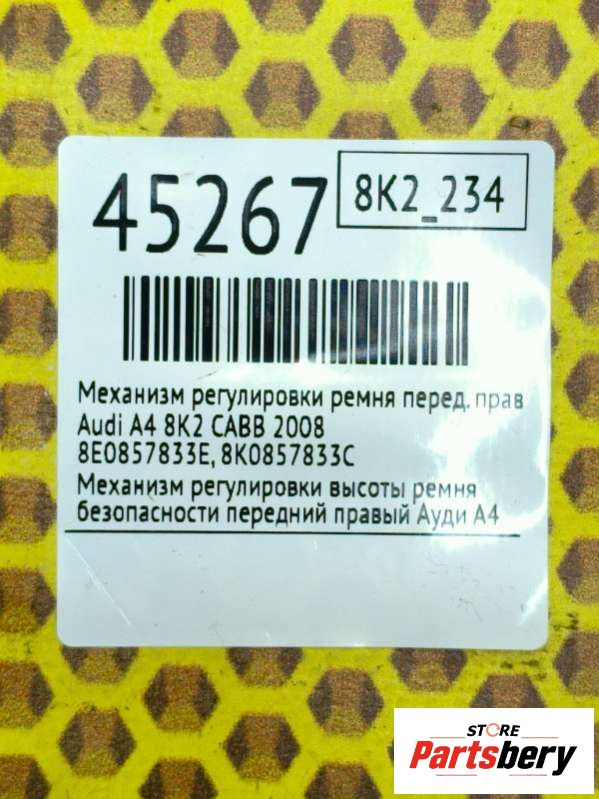 45267
8K2_234
Механизм регулировки ремня перед. прав
Audi A4 8K2 CABB 2008
8E0857833E, 8K0857833C
Механизм регулировки высоты ремня
безопасности передний правый Ауди А4
STORE
Partsbery